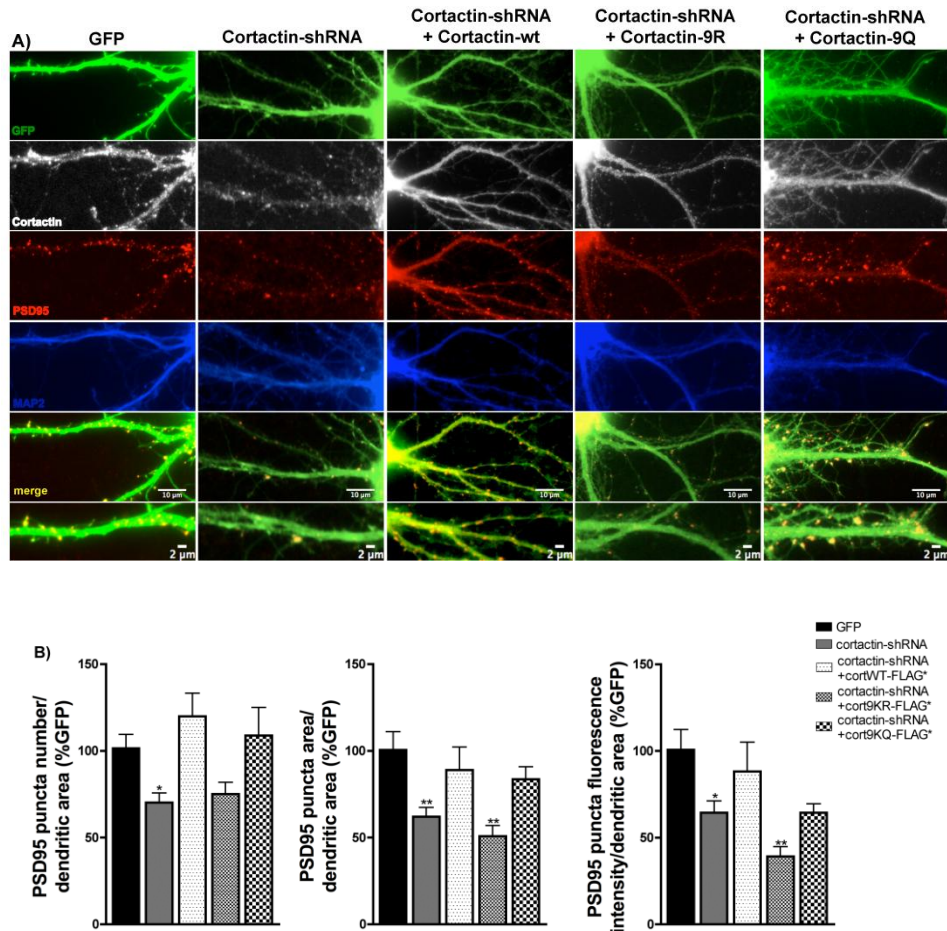 A)
GFP
Cortactin-shRNA
Cortactin-shRNA
+ Cortactin-wt
Cortactin-shRNA
+ Cortactin-9R
Cortactin-shRNA
+ Cortactin-9Q
GFP
Cortactin
PSD95
MAP2
merge
10 µm
10 µm
10 µm
10 µm
10 µm
2 µm
2 µm
2 µm
2 µm
2 µm
B)
PSD95 puncta number/
dendritic area (%GFP)
150
100
50
0
*
PSD95 puncta area/
dendritic area (%GFP)
150
100
50
0
**
**
PSD95 puncta fluorescence
intensity/dendritic area (%GFP)
150
100
50
0
*
**
GFP
cortactin-shRNA
cortactin-shRNA
+cortWT-FLAG*
cortactin-shRNA
+cort9KR-FLAG*
cortactin-shRNA
+cort9KQ-FLAG*